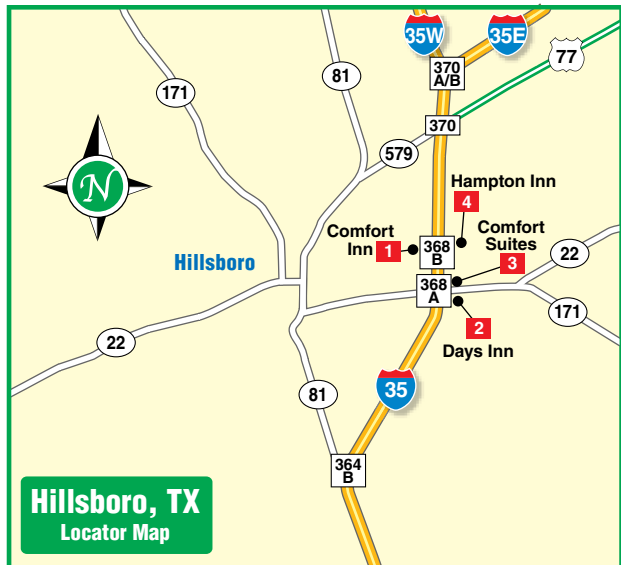 35W
35E
370
A/B
77
81
171
370
579
Hampton Inn
4
Comfort
Inn
1
Comfort
Suites
3
368
B
Hillsboro
22
368
A
171
2
Days Inn
22
81
35
364
B
N
Hillsboro, TX
Locator Map